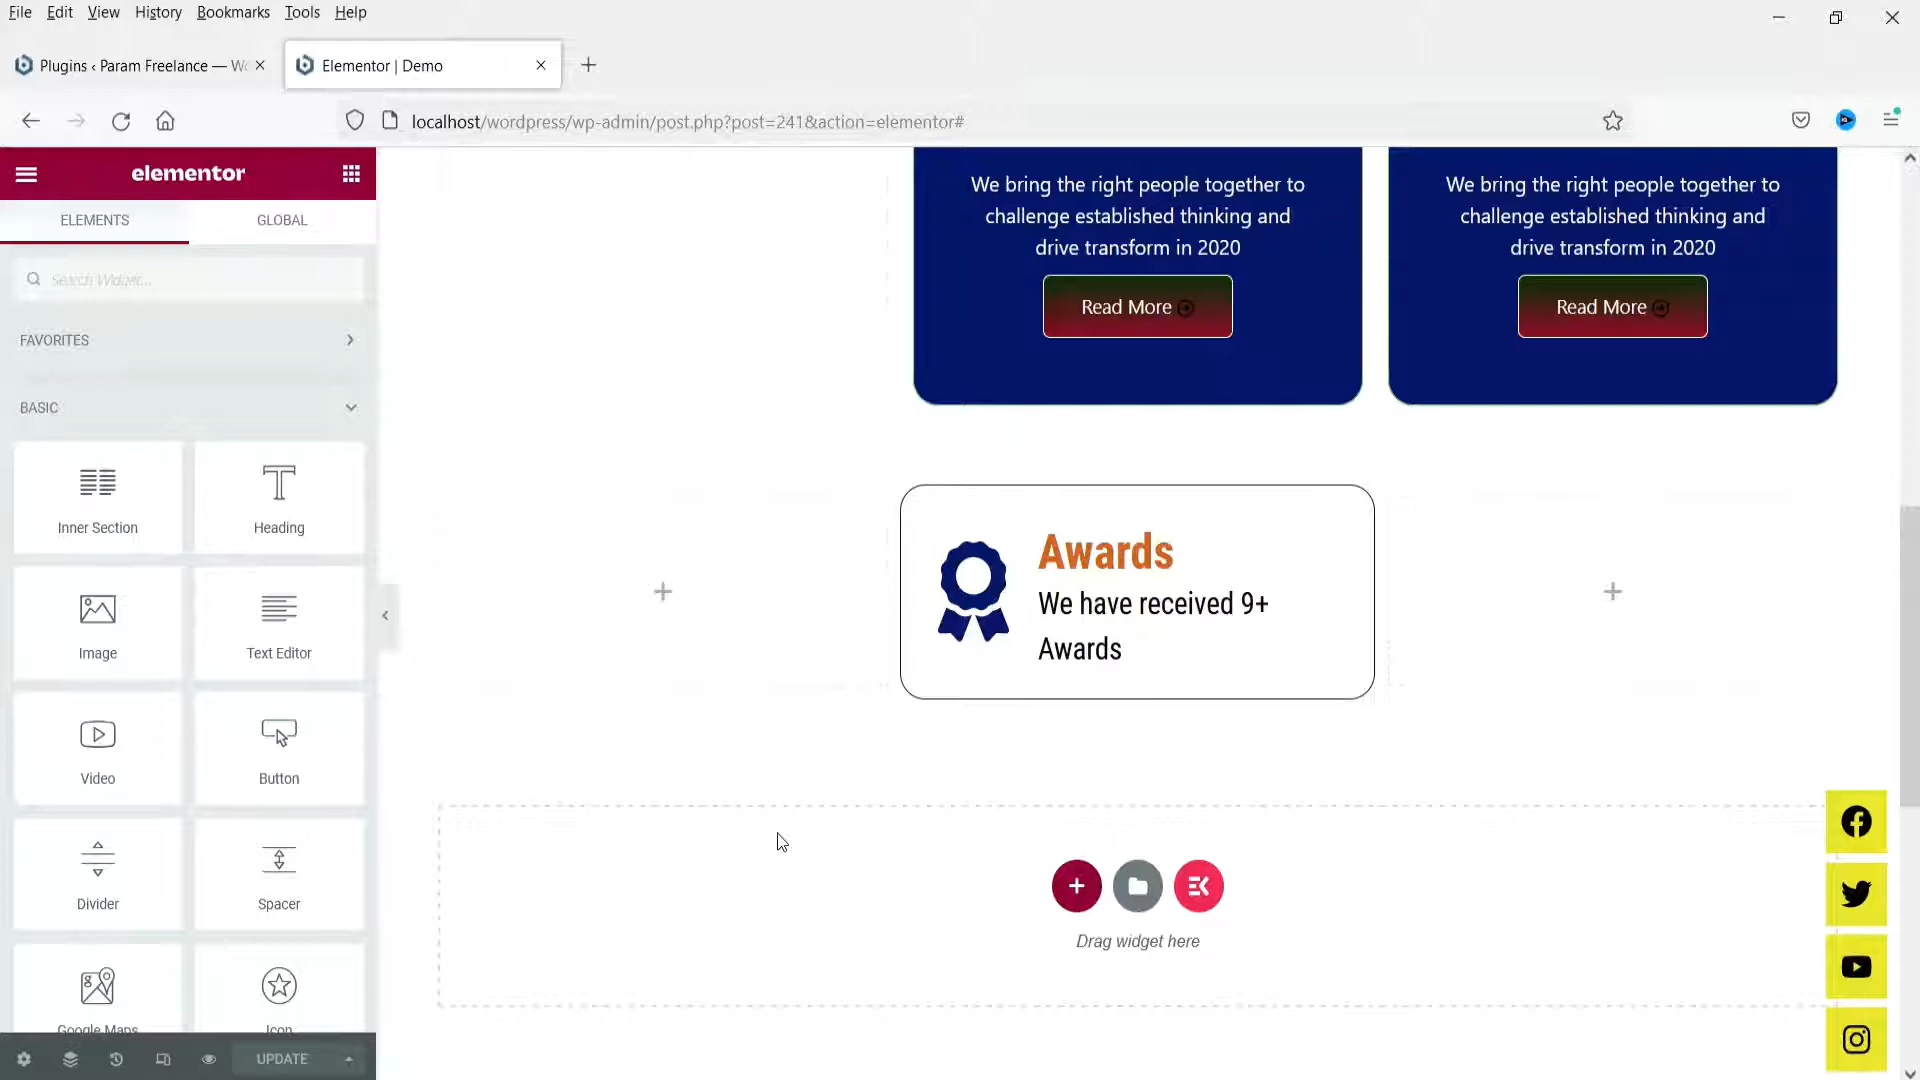 File Edit View History Bookmarks Tools Help
Plugins ‹ Param Freelance — Wo
Elementor | Demo
localhost/wordpress/wp-admin/post.php?post=241&action=elementor#
elementor
ELEMENTS GLOBAL
Search Widget...
FAVORITES
BASIC
Inner Section Heading
Image Text Editor
Video Button
Divider Spacer
Google Maps Icon
UPDATE
We bring the right people together to
challenge established thinking and
drive transform in 2020
Read More
We bring the right people together to
challenge established thinking and
drive transform in 2020
Read More
Awards
We have received 9+
Awards
Drag widget here